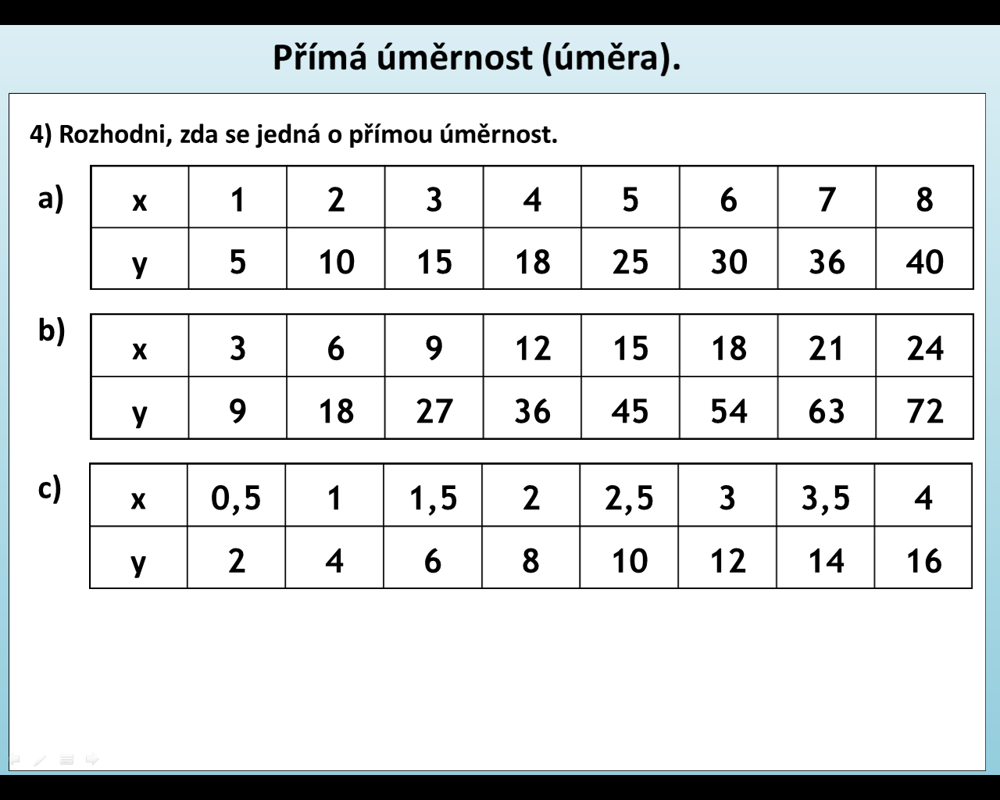 Přímá úměrnost (úměra).
4) Rozhodni, zda se jedná o přímou úměrnost.
a)
x 1 2 3 4 5 6 7 8
y 5 10 15 18 25 30 36 40
b)
x 3 6 9 12 15 18 21 24
y 9 18 27 36 45 54 63 72
c)
x 0,5 1 1,5 2 2,5 3 3,5 4
y 2 4 6 8 10 12 14 16